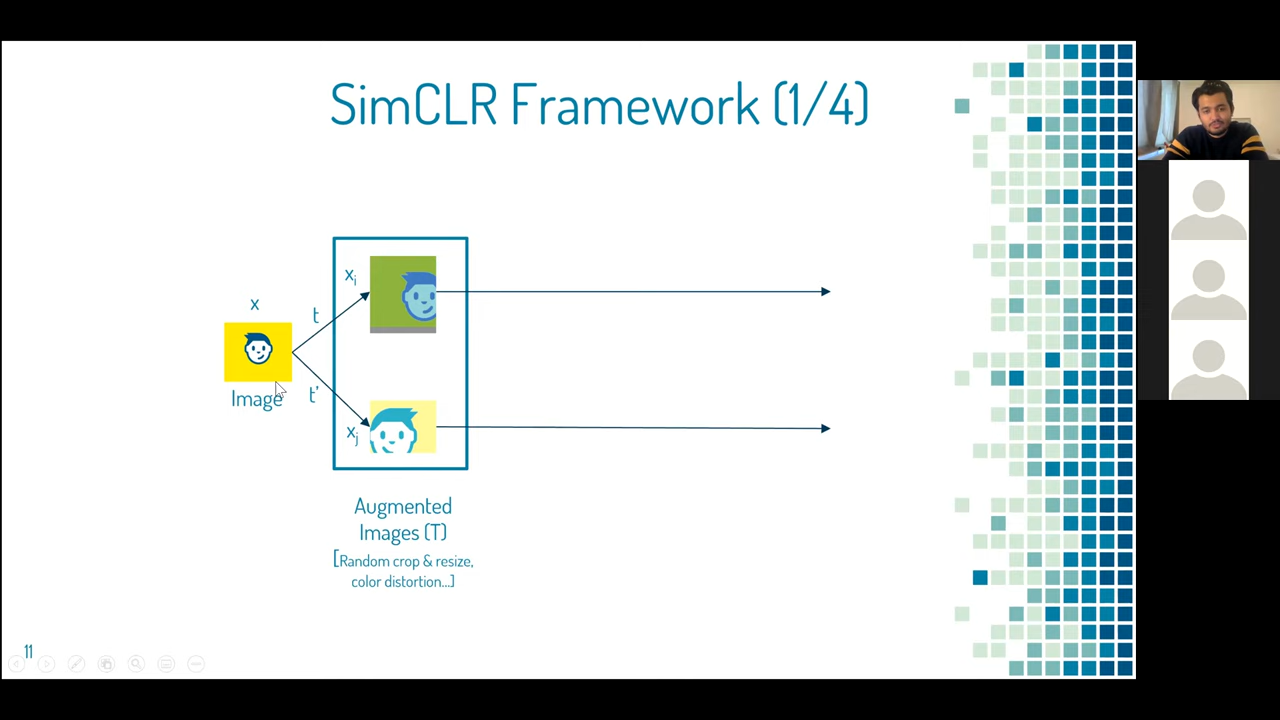 SimCLR Framework (1/4)
x
Image
t
t'
xi
xj
Augmented
Images (T)
[Random crop & resize,
color distortion...]
11